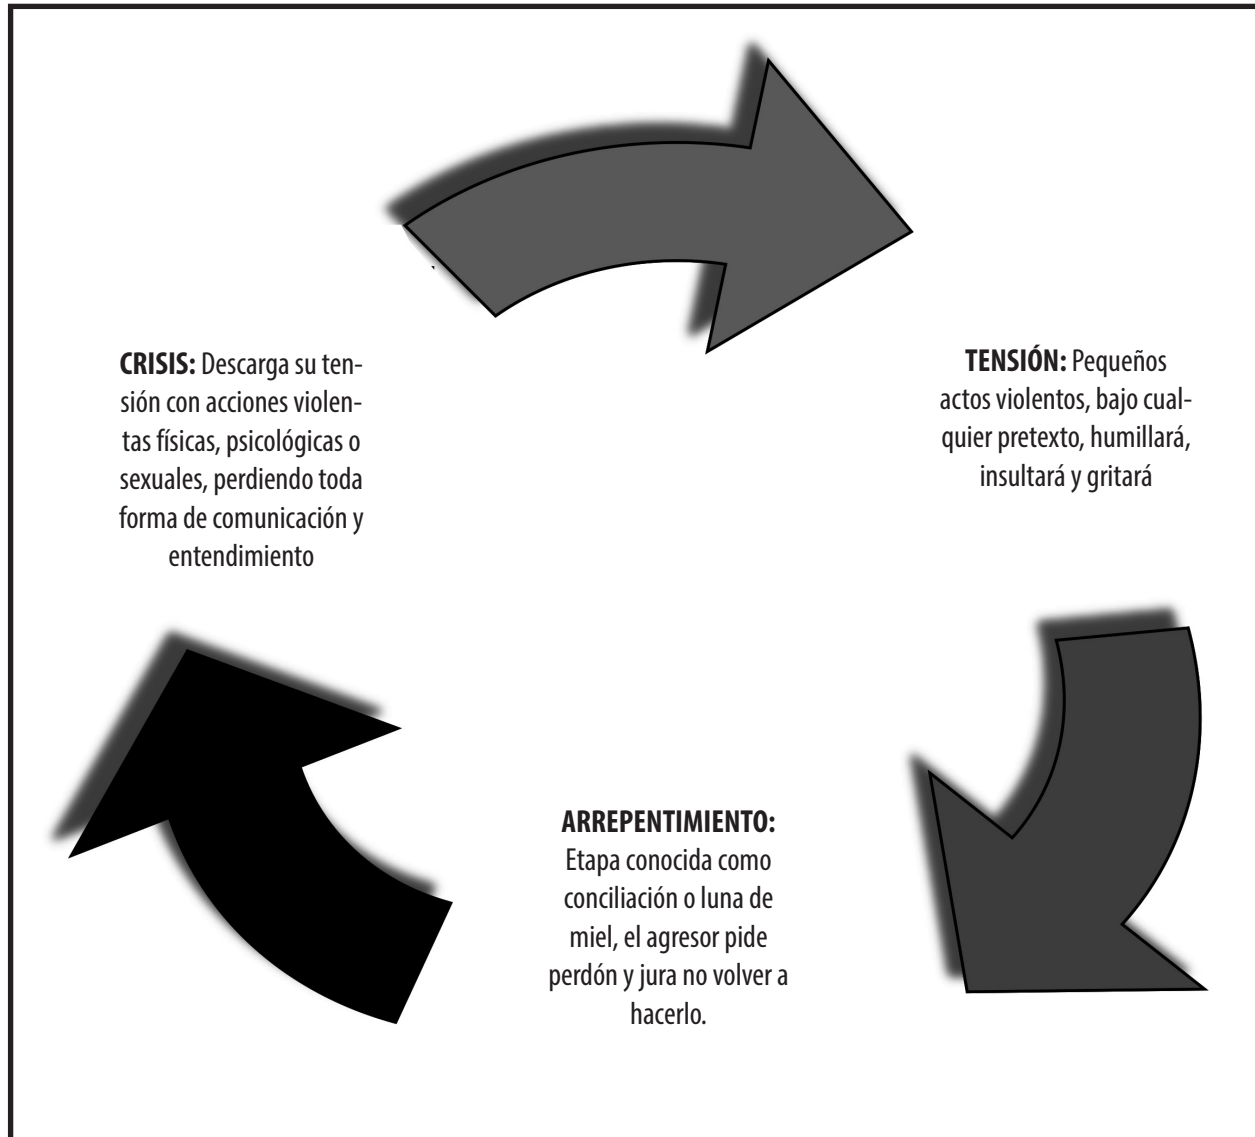 CRISIS: Descarga su ten-
sión con acciones violen-
tas físicas, psicológicas o
sexuales, perdiendo toda
forma de comunicación y
entendimiento
TENSIÓN: Pequeños
actos violentos, bajo cual-
quier pretexto, humillará,
insultará y gritará
ARREPENTIMIENTO:
Etapa conocida como
conciliación o luna de
miel, el agresor pide
perdón y jura no volver a
hacerlo.